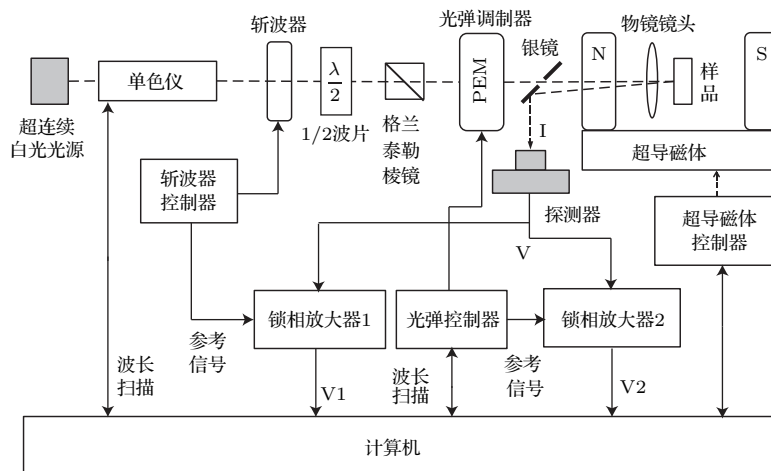 光弹调制器
斩波器
银镜
物镜镜头
单色仪
λ
2
PEM
N
S
样
品
超连续
白光光源
1/2波片
格兰
泰勒
棱镜
I
超导磁体
斩波器
控制器
探测器
V
超导磁体
控制器
锁相放大器1
光弹控制器
锁相放大器2
参考
信号
参考
信号
波长
扫描
V1
波长
扫描
V2
计算机